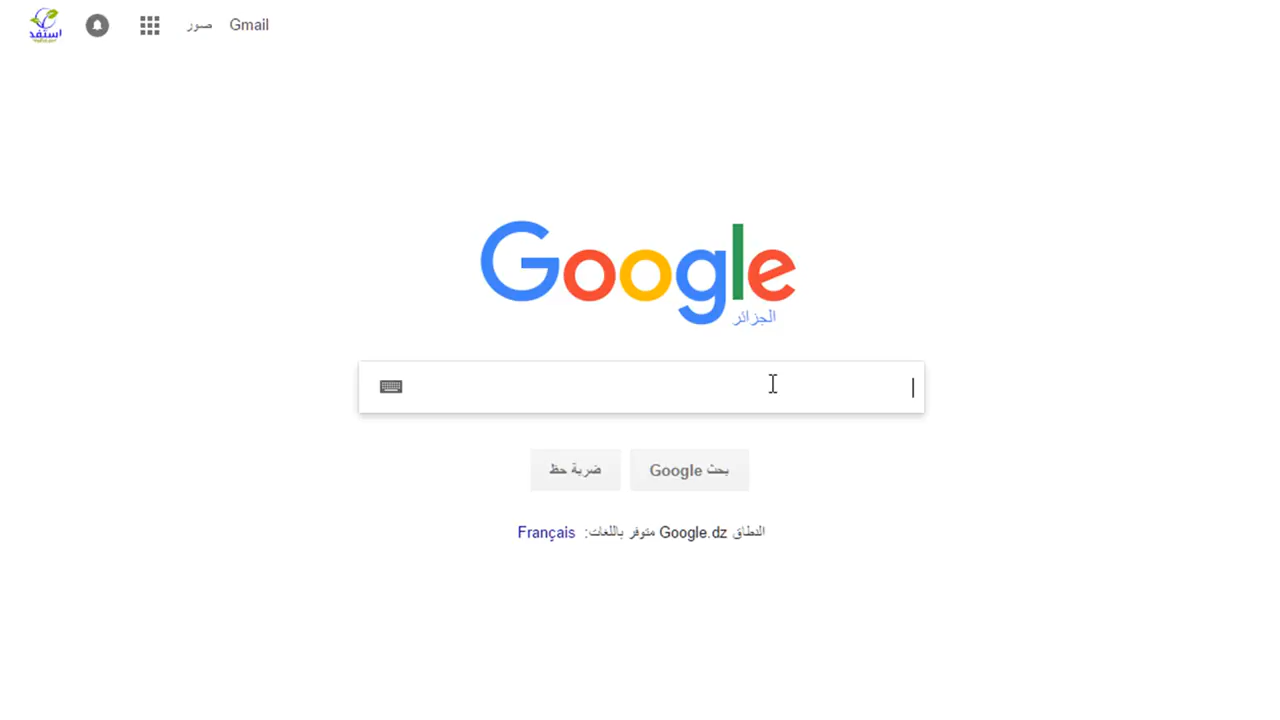 Gmail صور استفد
Google
الجزائر
بحث Google ضربة حظ
النطاق Google.dz متوفر باللغات: Français